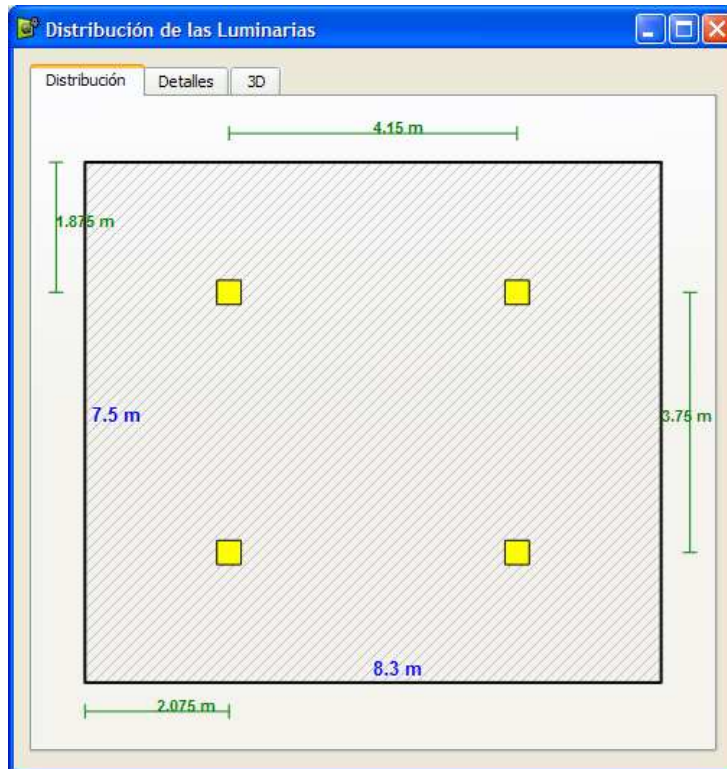 Distribución de las Luminarias
Distribución Detalles 3D
4.15 m
1.875 m
7.5 m
3.75 m
8.3 m
2.075 m